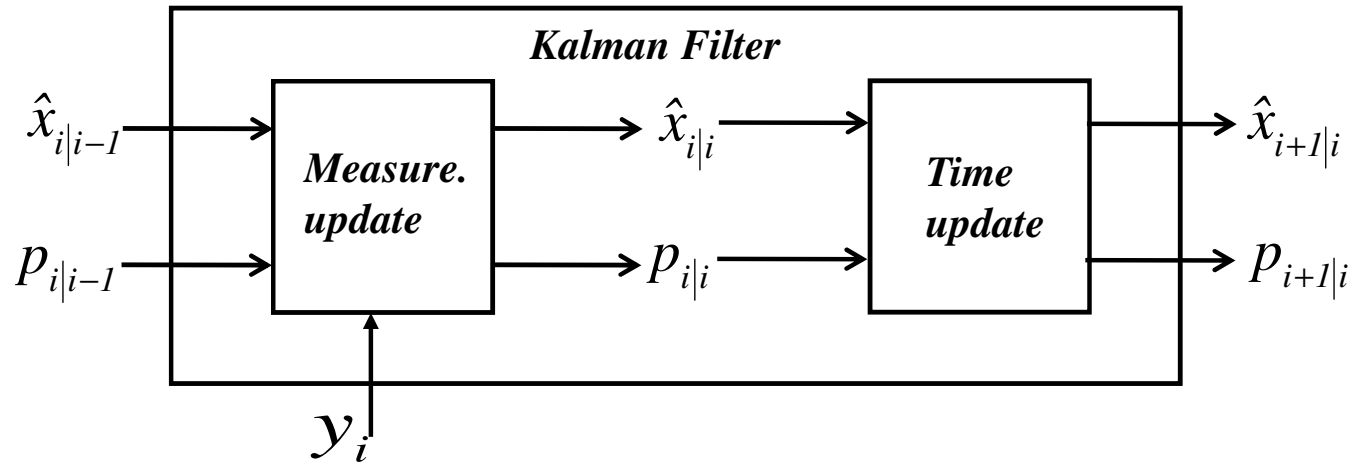 Kalman Filter
x̂_{i|i−1}
x̂_{i|i}
x̂_{i+1|i}
Measure.
update
Time
update
p_{i|i−1}
p_{i|i}
p_{i+1|i}
y_i